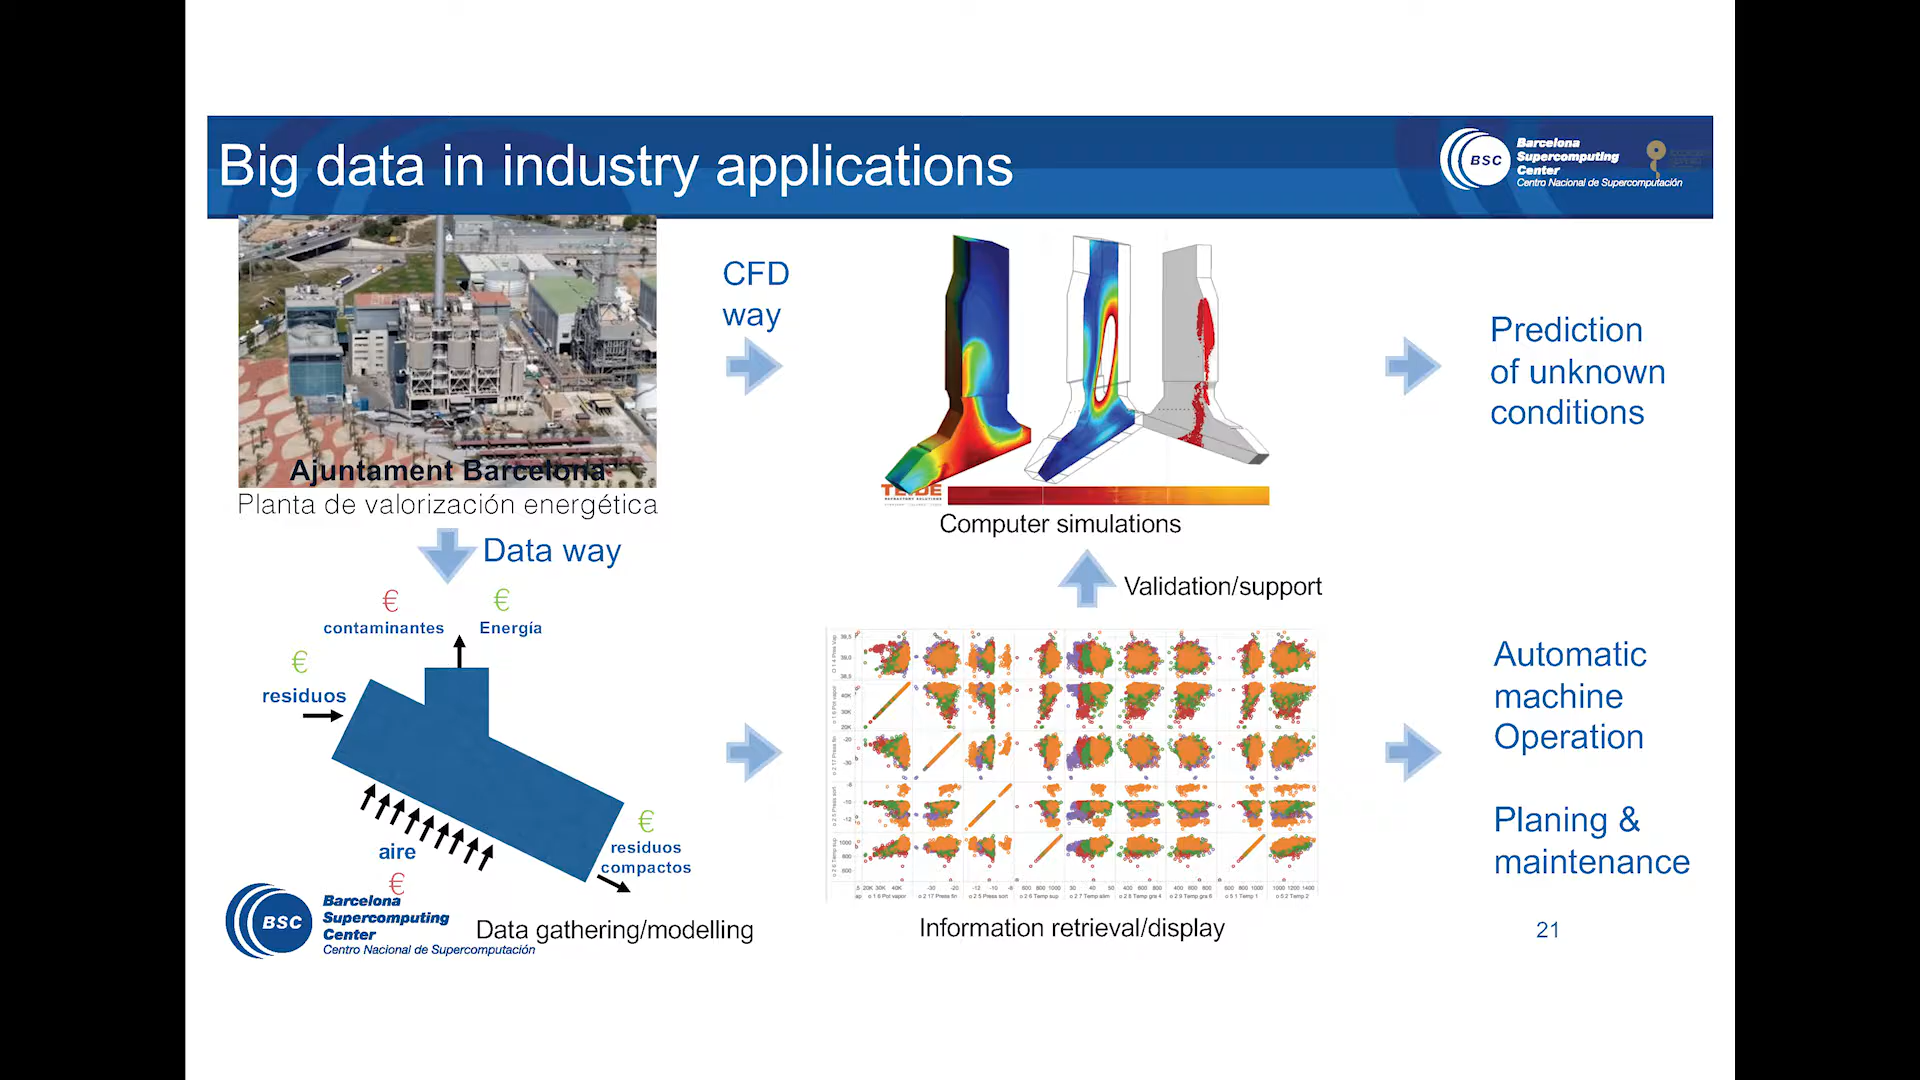 Big data in industry applications
BSC
Barcelona
Supercomputing
Center
Centro Nacional de Supercomputación
CFD
way
Prediction
of unknown
conditions
Ajuntament Barcelona
Planta de valorización energética
Computer simulations
Data way
Validation/support
€
€
contaminantes
Energía
€
residuos
Automatic
machine
Operation
Planing &
maintenance
€
residuos
compactos
aire
€
BSC
Barcelona
Supercomputing
Center
Centro Nacional de Supercomputación
Data gathering/modelling
Information retrieval/display
21